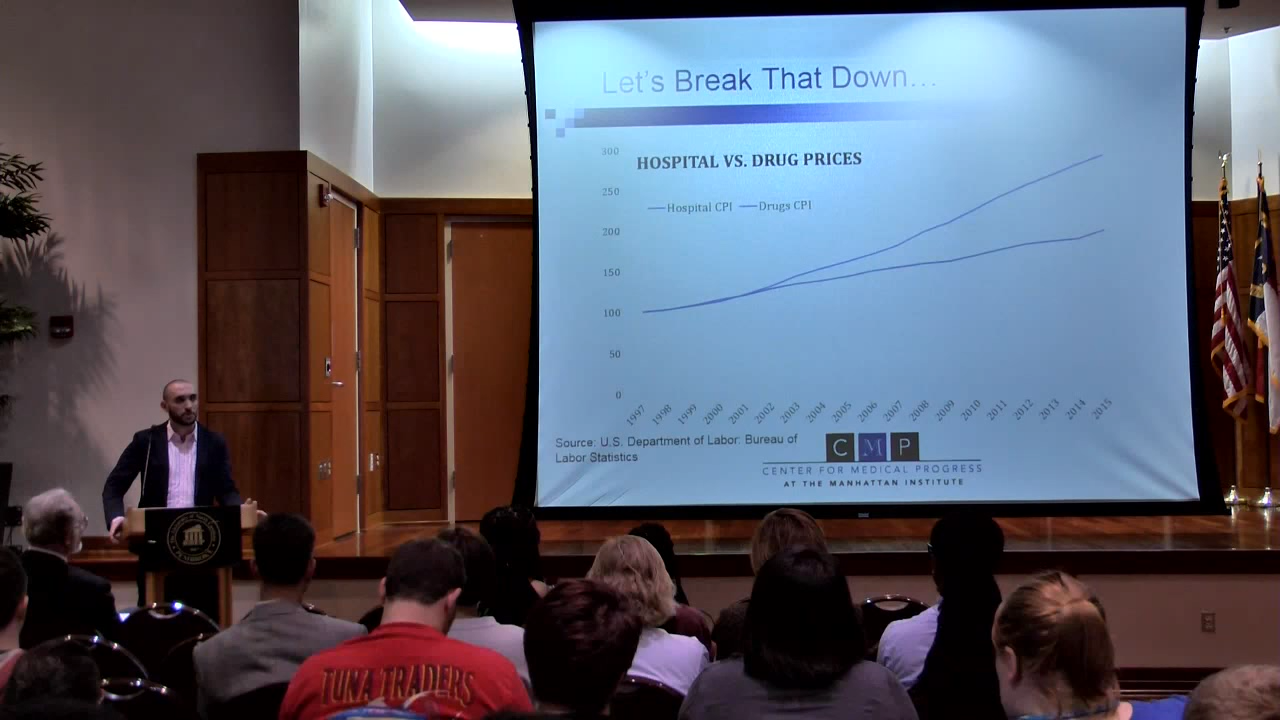 Let's Break That Down...
HOSPITAL VS. DRUG PRICES
Hospital CPI Drugs CPI
300
250
200
150
100
50
0
1997 1998 1999 2000 2001 2002 2003 2004 2005 2006 2007 2008 2009 2010 2011 2012 2013 2014 2015
Source: U.S. Department of Labor: Bureau of
Labor Statistics
CMP
CENTER FOR MEDICAL PROGRESS
AT THE MANHATTAN INSTITUTE
TUNA TRADERS